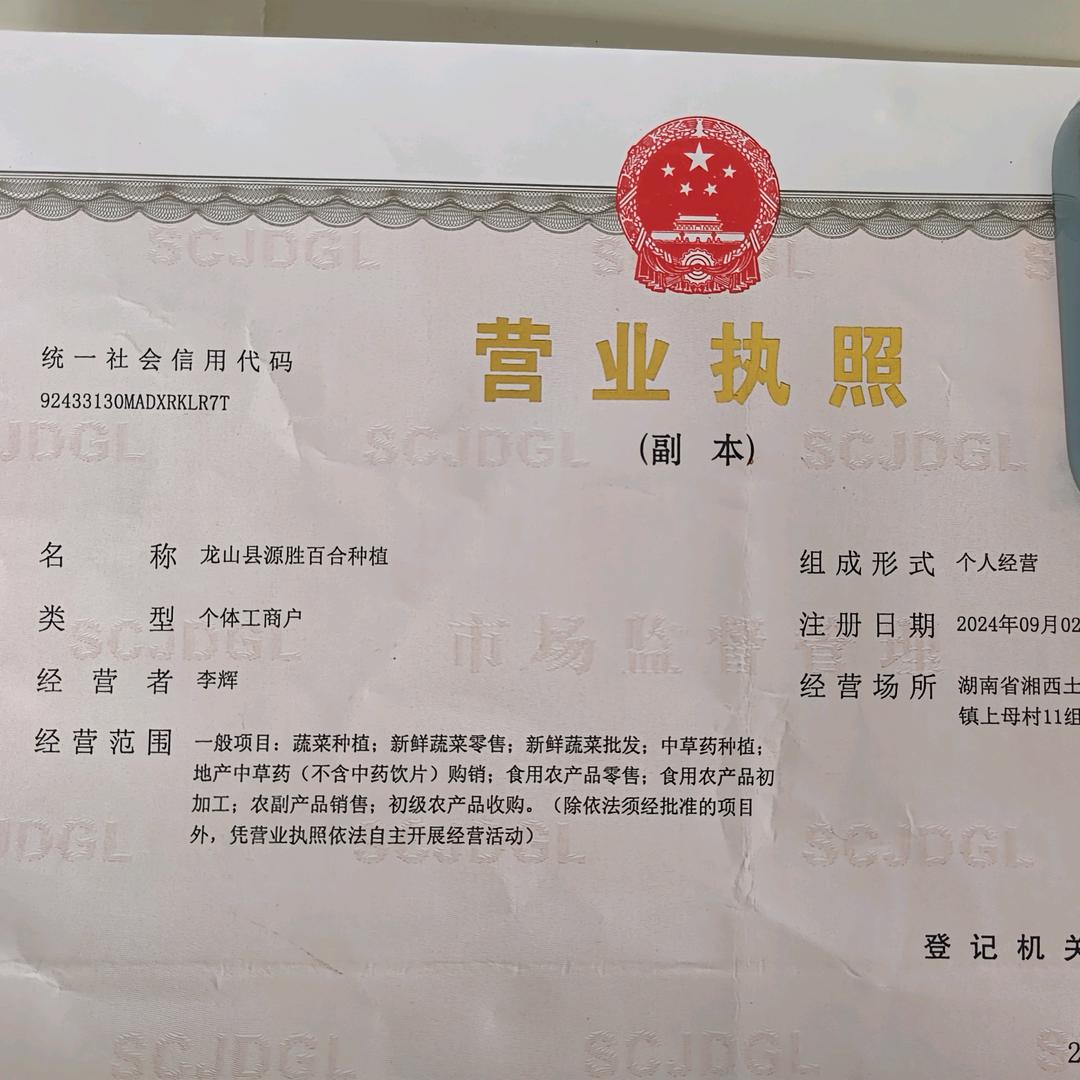 营业执照
(副 本)
统一社会信用代码
92433130MADXRKLR7T
名 称 龙山县源胜百合种植
类 型 个体工商户
经营者 李辉
经营范围 一般项目：蔬菜种植；新鲜蔬菜零售；新鲜蔬菜批发；中草药种植；
地产中草药（不含中药饮片）购销；食用农产品零售；食用农产品初
加工；农副产品销售；初级农产品收购。（除依法须经批准的项目
外，凭营业执照依法自主开展经营活动）
组成形式 个人经营
注册日期 2024年09月02
经营场所 湖南省湘西土
镇上母村11组
登记机关
2
SCJDGL
市场监督管理